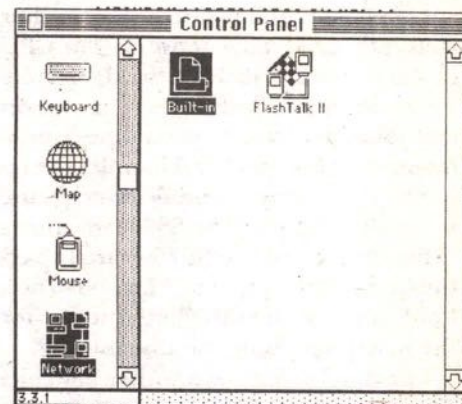 Control Panel
Keyboard
Built-in
FlashTalk II
Map
Mouse
Network
3.3.1